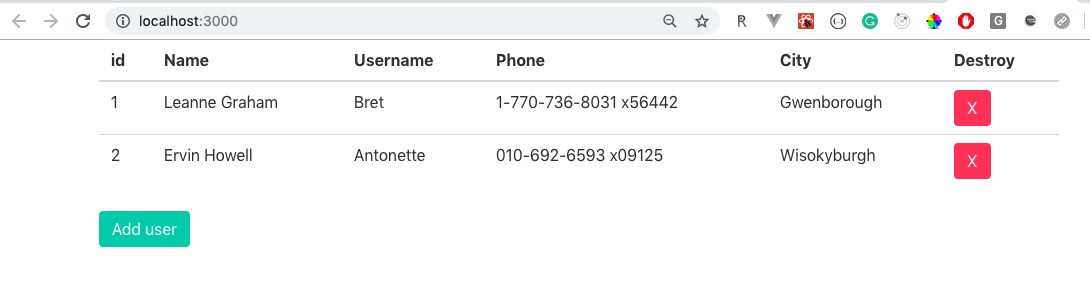 localhost:3000
id Name Username Phone City Destroy
1 Leanne Graham Bret 1-770-736-8031 x56442 Gwenborough X
2 Ervin Howell Antonette 010-692-6593 x09125 Wisokyburgh X
Add user